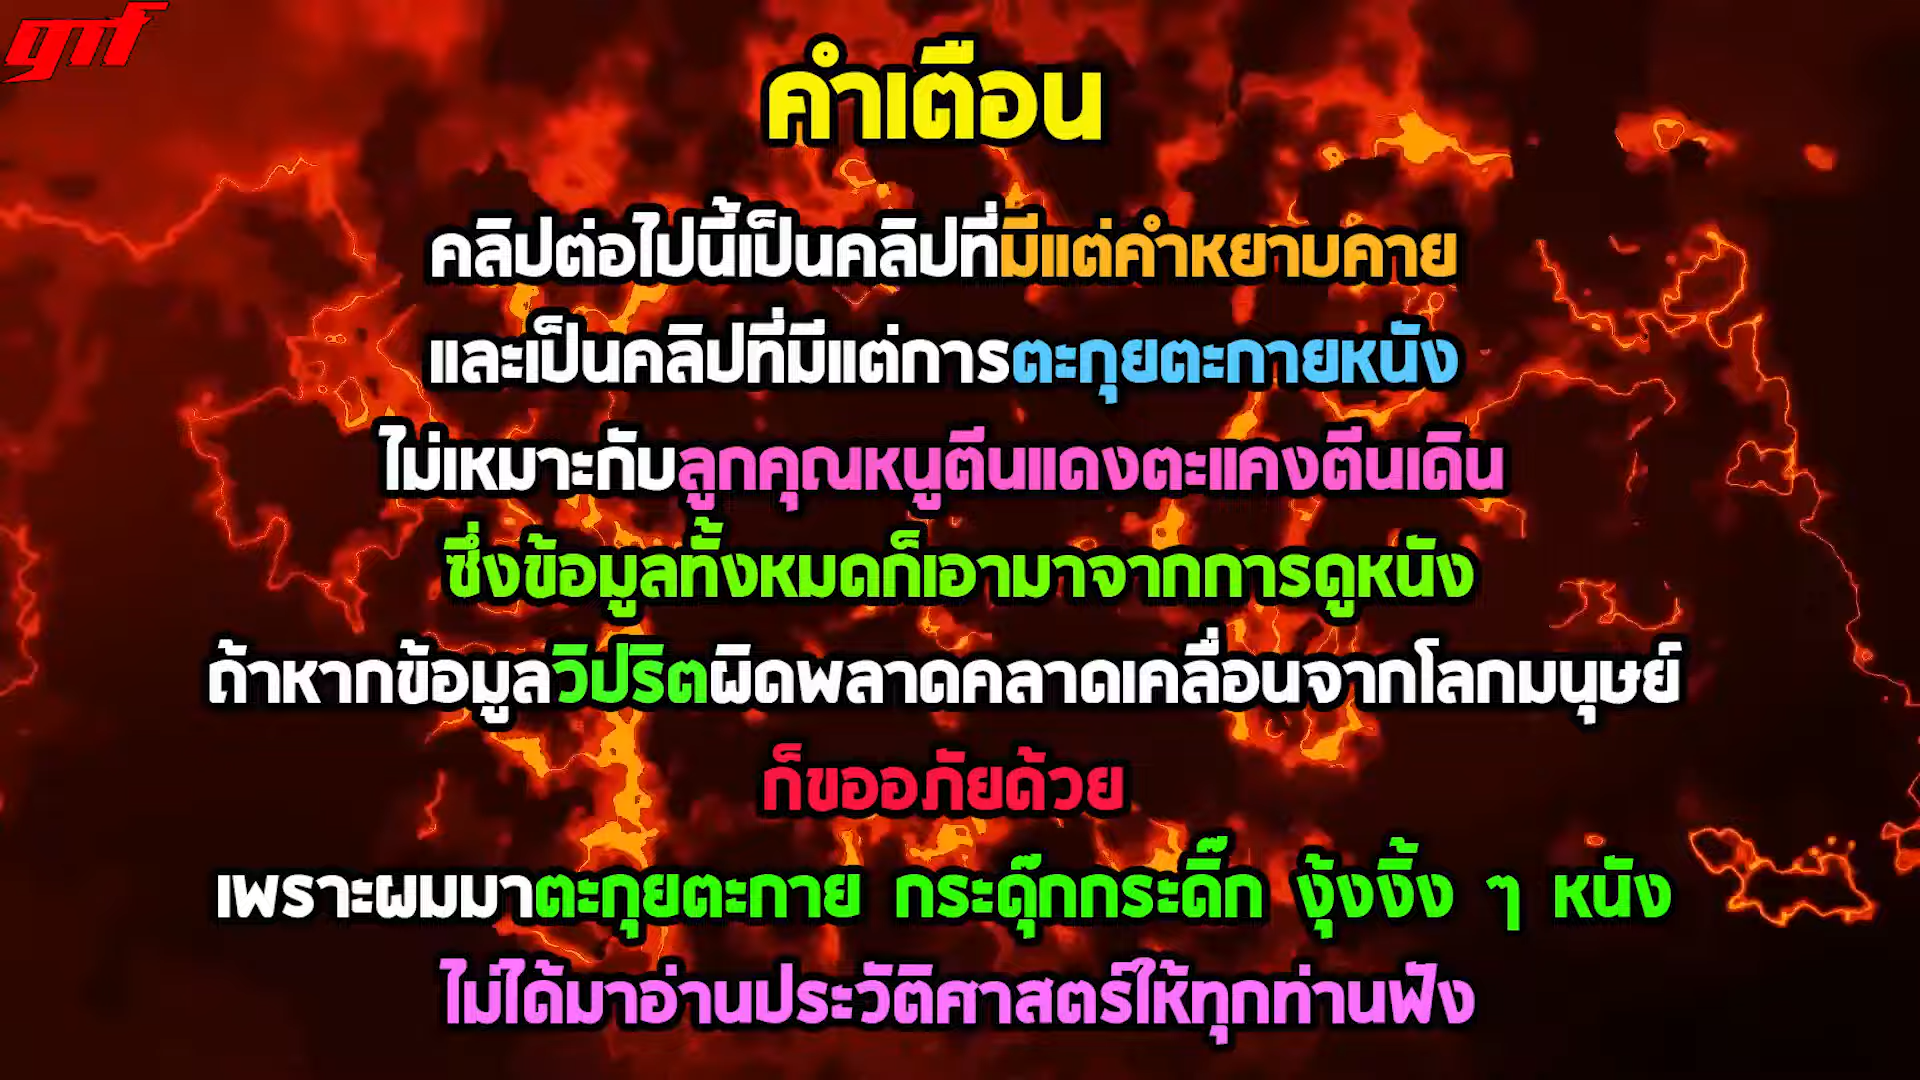 gnf
คำเตือน
คลิปต่อไปนี้เป็นคลิปที่มีแต่คำหยาบคาย
และเป็นคลิปที่มีแต่การตะกุยตะกายหนัง
ไม่เหมาะกับลูกคุณหนูตีนแดงตะแคงตีนเดิน
ซึ่งข้อมูลทั้งหมดก็เอามาจากการดูหนัง
ถ้าหากข้อมูลวิปริตผิดพลาดคลาดเคลื่อนจากโลกมนุษย์
ก็ขออภัยด้วย
เพราะผมมาตะกุยตะกาย กระดุ๊กกระดิ๊ก งุ้งงิ้ง ๆ หนัง
ไม่ได้มาอ่านประวัติศาสตร์ให้ทุกท่านฟัง